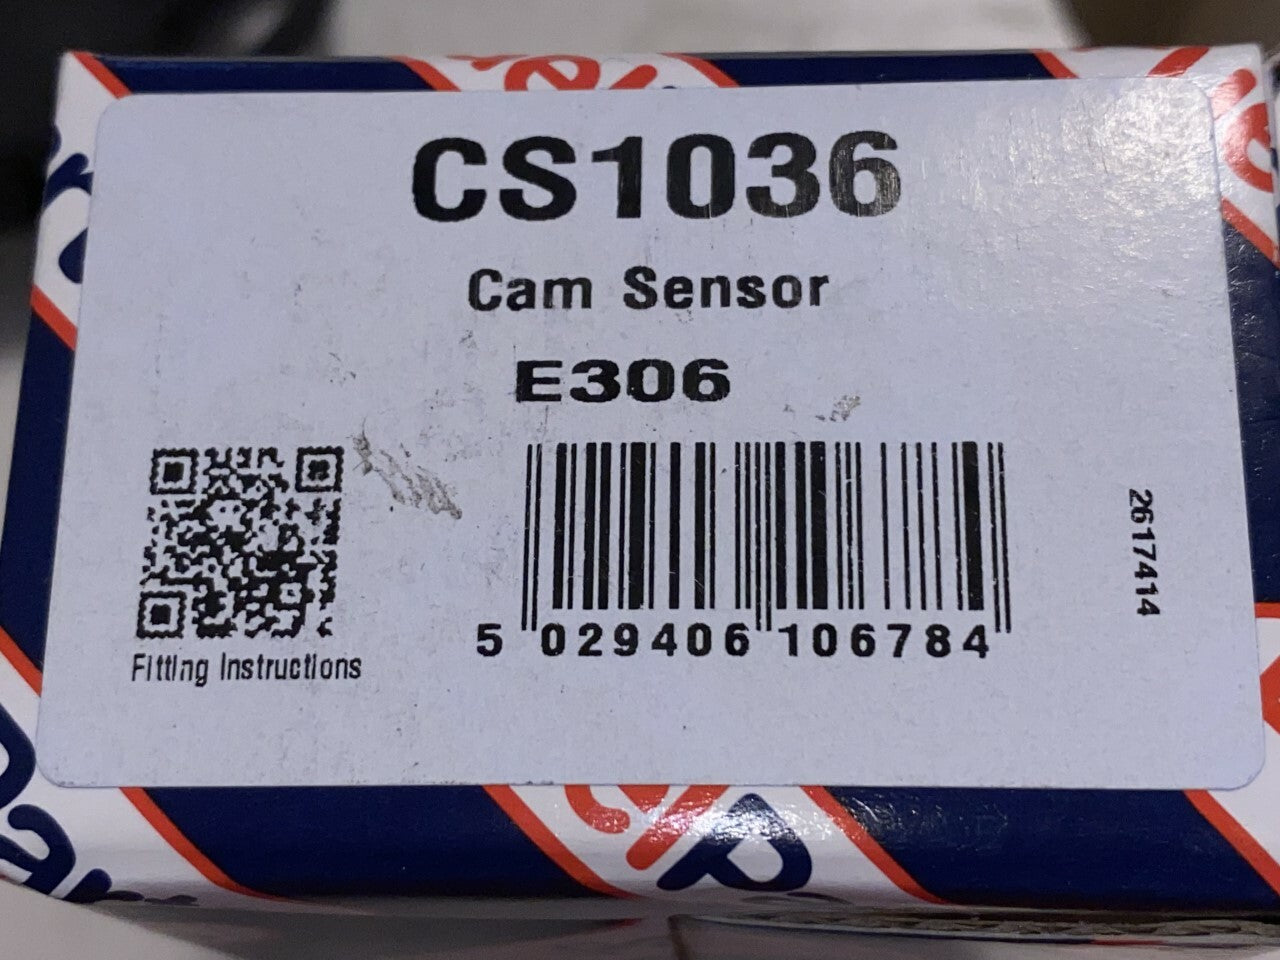 CS1036
Cam Sensor
E306
Fitting Instructions
5 029406 106784
2617414